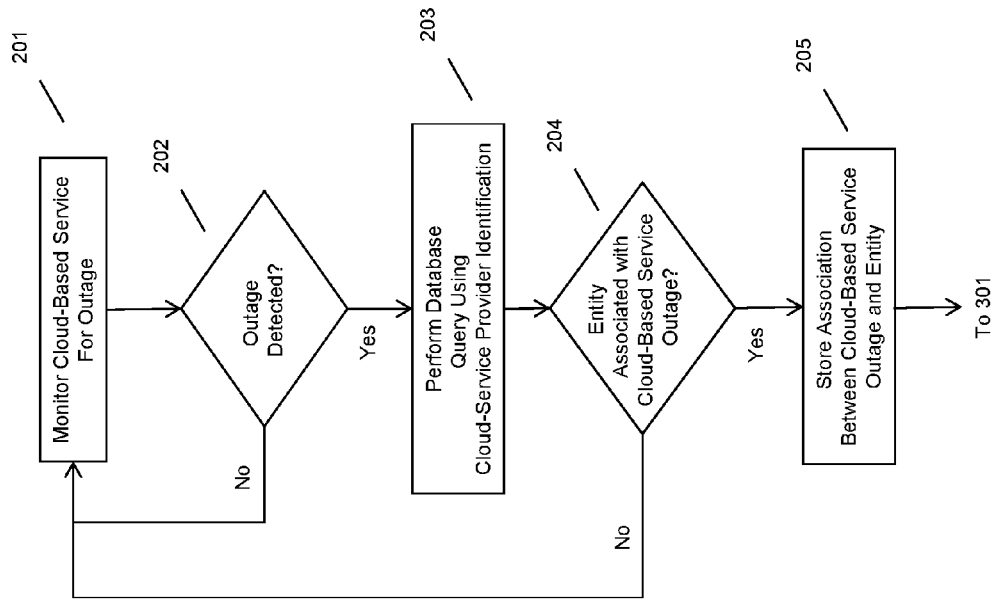 201
Monitor Cloud-Based Service
For Outage
202
Outage
Detected?
No
Yes
203
Perform Database
Query Using
Cloud-Service Provider Identification
204
Entity
Associated with
Cloud-Based Service
Outage?
No
Yes
205
Store Association
Between Cloud-Based Service
Outage and Entity
To 301